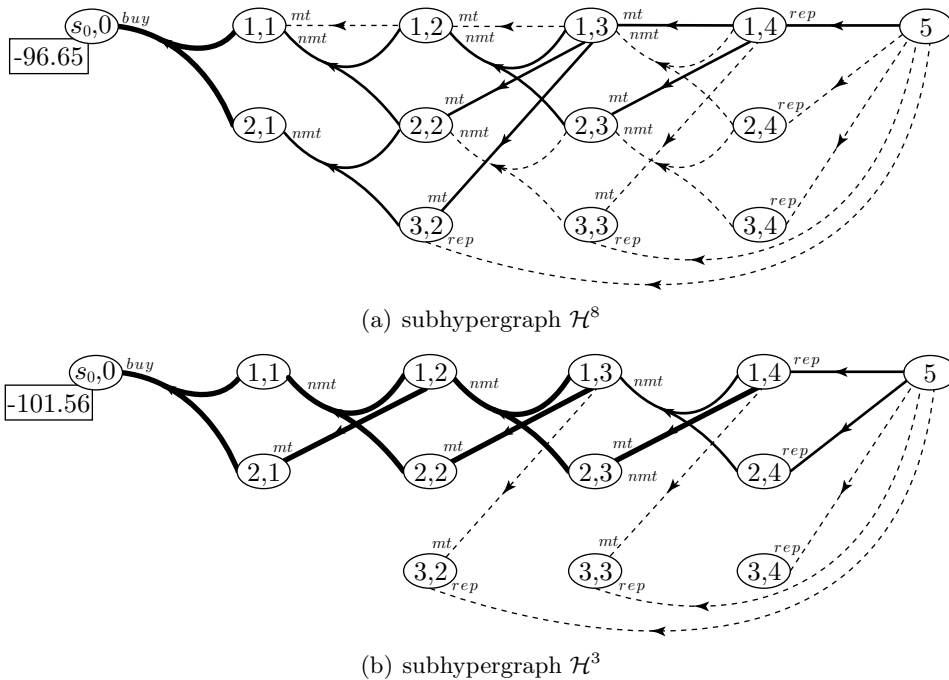 s₀,0 buy 1,1 mt 1,2 1,3 mt 1,4 rep 5
nmt nmt nmt
-96.65
2,1 nmt 2,2 mt nmt 2,3 mt nmt 2,4 rep
3,2 mt rep 3,3 mt rep 3,4 rep
(a) subhypergraph ℋ⁸
s₀,0 buy 1,1 nmt 1,2 nmt 1,3 nmt 1,4 rep 5
-101.56
2,1 mt 2,2 mt 2,3 mt nmt 2,4 rep
3,2 mt rep 3,3 mt rep 3,4 rep
(b) subhypergraph ℋ³